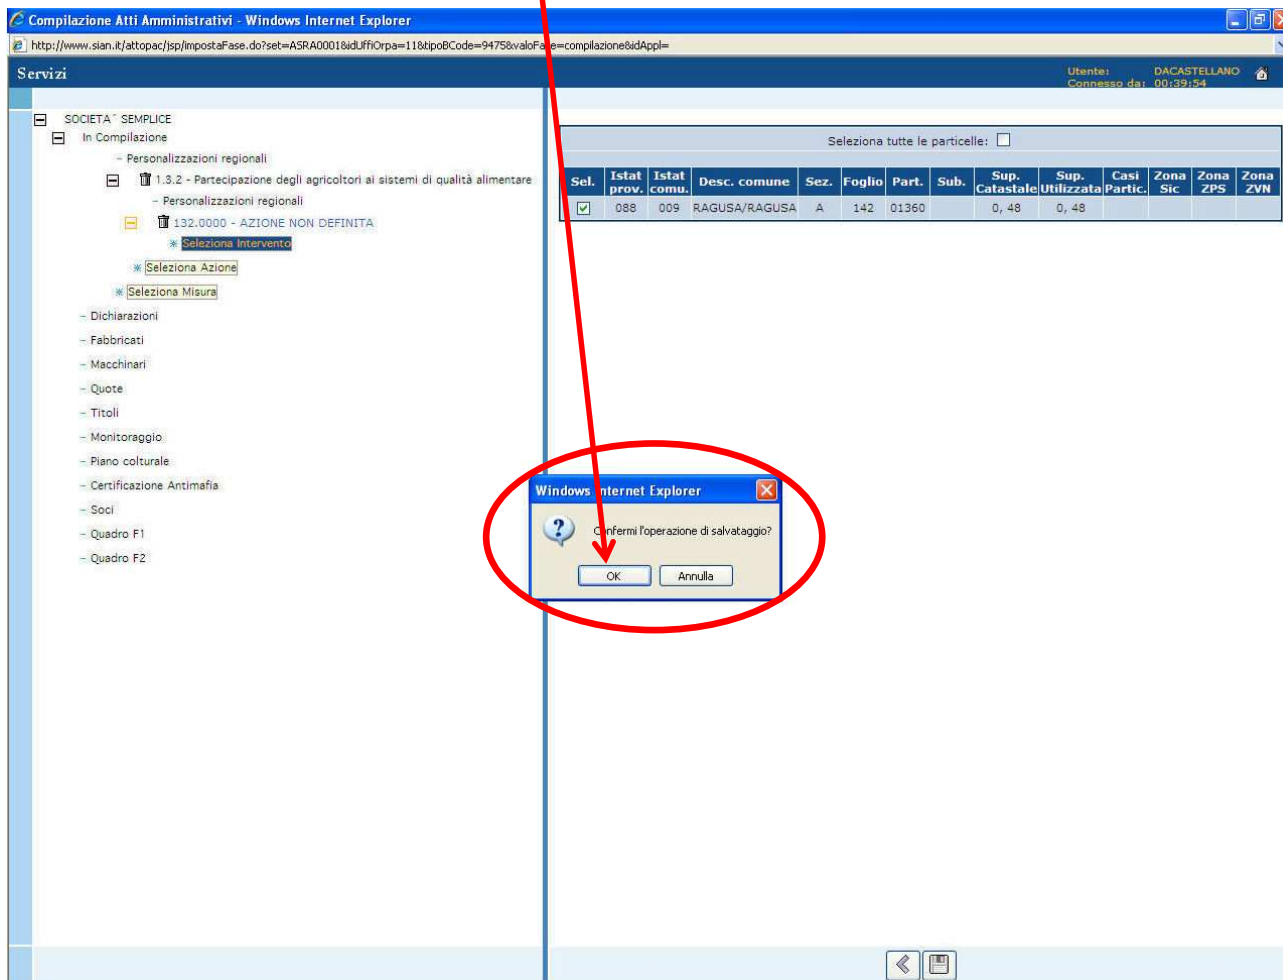 Compilazione Atti Amministrativi - Windows Internet Explorer
http://www.sian.it/attopac/jsp/impostaFase.do?set=ASRA0001&idUffiOrpa=11&tipoBCode=9475&valoFase=compilazione&idAppl=
Servizi
Utente: DACASTELLANO
Connesso da: 00:39:54
SOCIETA` SEMPLICE
In Compilazione
- Personalizzazioni regionali
1.3.2 - Partecipazione degli agricoltori ai sistemi di qualità alimentare
- Personalizzazioni regionali
132.0000 - AZIONE NON DEFINITA
* Seleziona Intervento
* Seleziona Azione
* Seleziona Misura
- Dichiarazioni
- Fabbricati
- Macchinari
- Quote
- Titoli
- Monitoraggio
- Piano colturale
- Certificazione Antimafia
- Soci
- Quadro F1
- Quadro F2
Seleziona tutte le particelle:
Sel. Istat prov. Istat comu. Desc. comune Sez. Foglio Part. Sub. Sup. Catastale Sup. Utilizzata Casi Partic. Zona Sic Zona ZPS Zona ZVN
088 009 RAGUSA/RAGUSA A 142 01360 0, 48 0, 48
Windows Internet Explorer
Confermi l'operazione di salvataggio?
OK Annulla